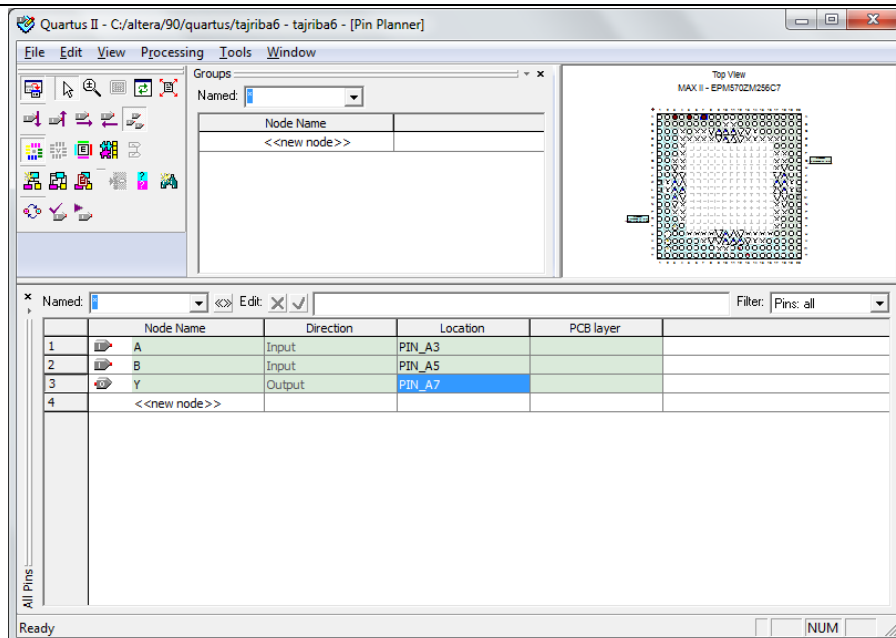 Quartus II - C:/altera/90/quartus/tajriba6 - tajriba6 - [Pin Planner]
File Edit View Processing Tools Window
Groups
Named: *
Node Name
<<new node>>
Top View
MAX II - EPM570ZM256C7
Named: * Edit: Filter: Pins: all
Node Name Direction Location PCB layer
1 A Input PIN_A3
2 B Input PIN_A5
3 Y Output PIN_A7
4 <<new node>>
All Pins
Ready NUM